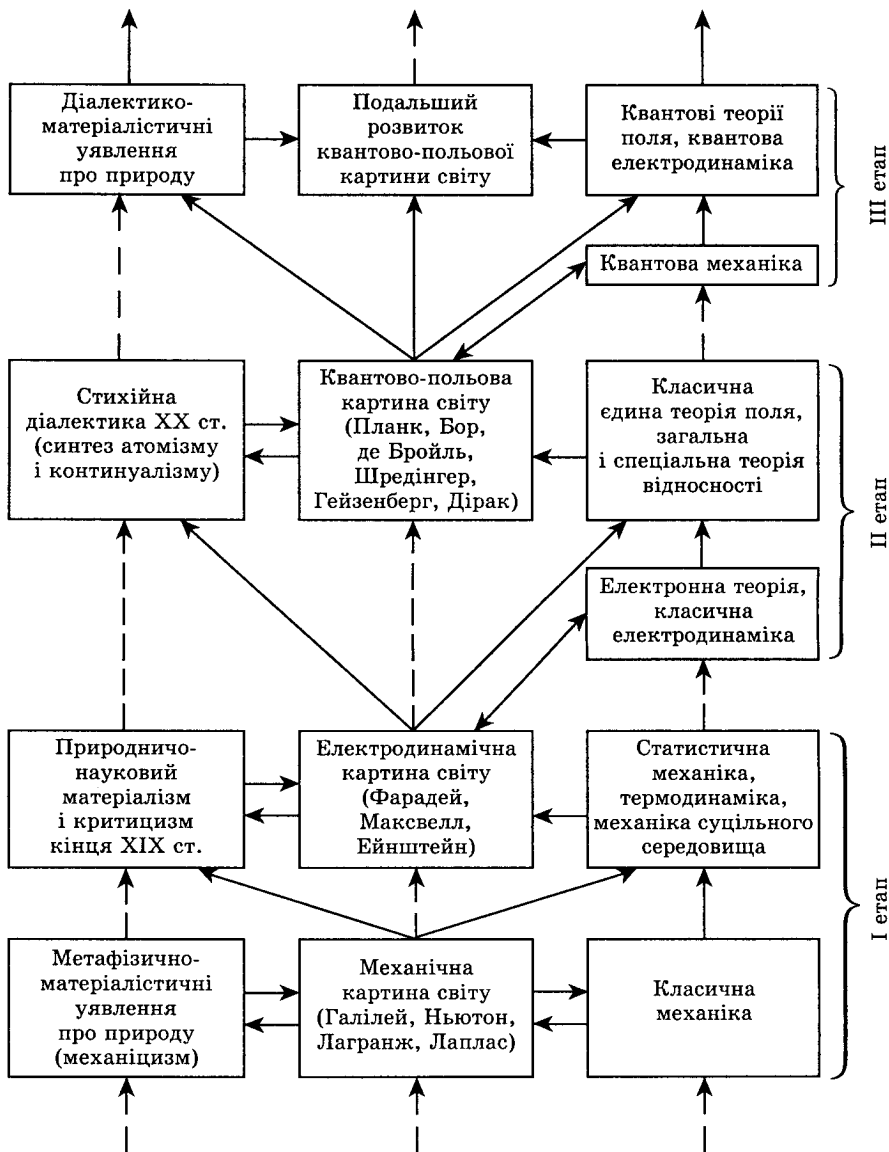 Діалектико-
матеріалістичні
уявлення
про природу
Подальший
розвиток
квантово-польової
картини світу
Квантові теорії
поля, квантова
електродинаміка
Квантова механіка
III етап
Стихійна
діалектика XX ст.
(синтез атомізму
і континуалізму)
Квантово-польова
картина світу
(Планк, Бор,
де Бройль,
Шредінгер,
Гейзенберг, Дірак)
Класична
єдина теорія поля,
загальна
і спеціальна теорія
відносності
Електронна теорія,
класична
електродинаміка
II етап
Природничо-
науковий
матеріалізм
і критицизм
кінця XIX ст.
Електродинамічна
картина світу
(Фарадей,
Максвелл,
Ейнштейн)
Статистична
механіка,
термодинаміка,
механіка суцільного
середовища
Метафізично-
матеріалістичні
уявлення
про природу
(механіцизм)
Механічна
картина світу
(Галілей, Ньютон,
Лагранж, Лаплас)
Класична
механіка
I етап